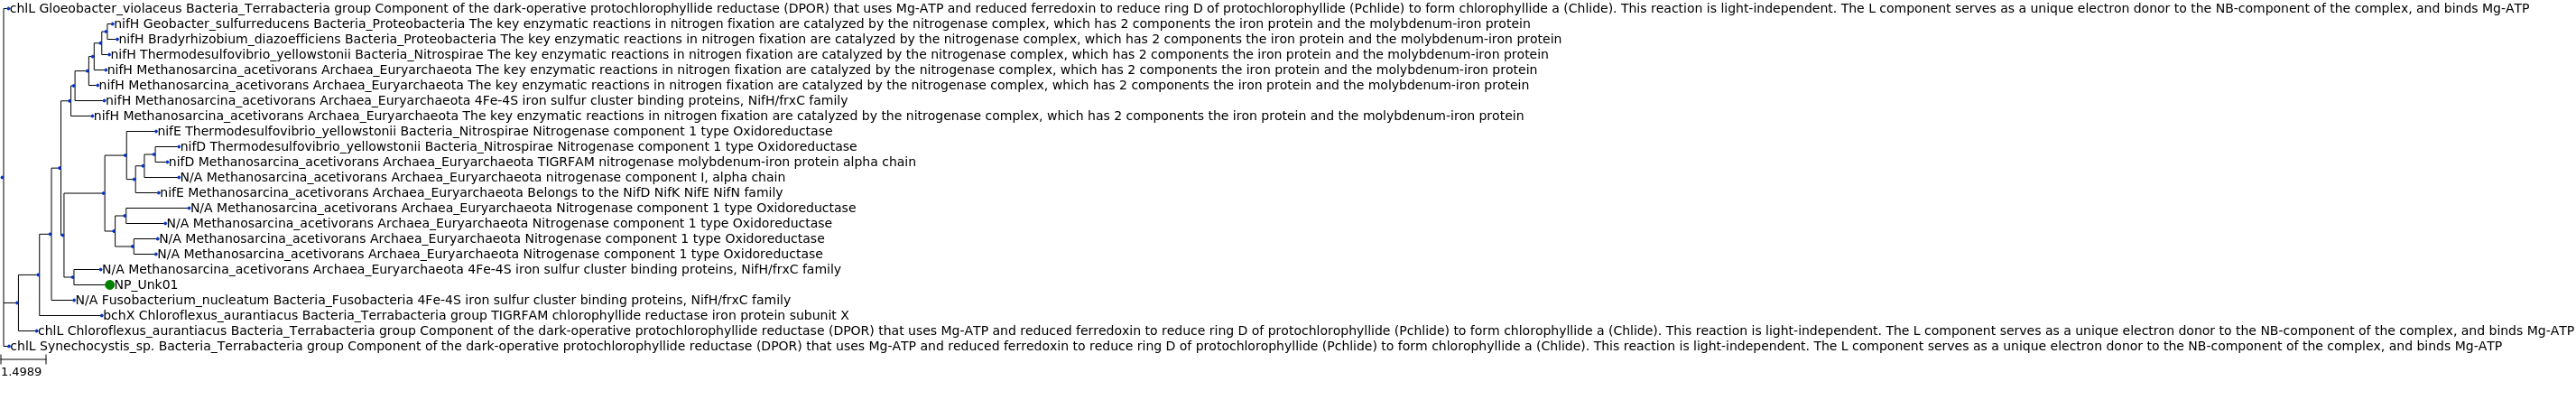 chlL Gloeobacter_violaceus Bacteria_Terrabacteria group Component of the dark-operative protochlorophyllide reductase (DPOR) that uses Mg-ATP and reduced ferredoxin to reduce ring D of protochlorophyllide (Pchlide) to form chlorophyllide a (Chlide). This reaction is light-independent. The L component serves as a unique electron donor to the NB-component of the complex, and binds Mg-ATP
nifH Geobacter_sulfurreducens Bacteria_Proteobacteria The key enzymatic reactions in nitrogen fixation are catalyzed by the nitrogenase complex, which has 2 components the iron protein and the molybdenum-iron protein
nifH Bradyrhizobium_diazoefficiens Bacteria_Proteobacteria The key enzymatic reactions in nitrogen fixation are catalyzed by the nitrogenase complex, which has 2 components the iron protein and the molybdenum-iron protein
nifH Thermodesulfovibrio_yellowstonii Bacteria_Nitrospirae The key enzymatic reactions in nitrogen fixation are catalyzed by the nitrogenase complex, which has 2 components the iron protein and the molybdenum-iron protein
nifH Methanosarcina_acetivorans Archaea_Euryarchaeota The key enzymatic reactions in nitrogen fixation are catalyzed by the nitrogenase complex, which has 2 components the iron protein and the molybdenum-iron protein
nifH Methanosarcina_acetivorans Archaea_Euryarchaeota The key enzymatic reactions in nitrogen fixation are catalyzed by the nitrogenase complex, which has 2 components the iron protein and the molybdenum-iron protein
nifH Methanosarcina_acetivorans Archaea_Euryarchaeota 4Fe-4S iron sulfur cluster binding proteins, NifH/frxC family
nifH Methanosarcina_acetivorans Archaea_Euryarchaeota The key enzymatic reactions in nitrogen fixation are catalyzed by the nitrogenase complex, which has 2 components the iron protein and the molybdenum-iron protein
nifE Thermodesulfovibrio_yellowstonii Bacteria_Nitrospirae Nitrogenase component 1 type Oxidoreductase
nifD Thermodesulfovibrio_yellowstonii Bacteria_Nitrospirae Nitrogenase component 1 type Oxidoreductase
nifD Methanosarcina_acetivorans Archaea_Euryarchaeota TIGRFAM nitrogenase molybdenum-iron protein alpha chain
N/A Methanosarcina_acetivorans Archaea_Euryarchaeota nitrogenase component I, alpha chain
nifE Methanosarcina_acetivorans Archaea_Euryarchaeota Belongs to the NifD NifK NifE NifN family
N/A Methanosarcina_acetivorans Archaea_Euryarchaeota Nitrogenase component 1 type Oxidoreductase
N/A Methanosarcina_acetivorans Archaea_Euryarchaeota Nitrogenase component 1 type Oxidoreductase
N/A Methanosarcina_acetivorans Archaea_Euryarchaeota Nitrogenase component 1 type Oxidoreductase
N/A Methanosarcina_acetivorans Archaea_Euryarchaeota Nitrogenase component 1 type Oxidoreductase
N/A Methanosarcina_acetivorans Archaea_Euryarchaeota 4Fe-4S iron sulfur cluster binding proteins, NifH/frxC family
NP_Unk01
N/A Fusobacterium_nucleatum Bacteria_Fusobacteria 4Fe-4S iron sulfur cluster binding proteins, NifH/frxC family
bchX Chloroflexus_aurantiacus Bacteria_Terrabacteria group TIGRFAM chlorophyllide reductase iron protein subunit X
chlL Chloroflexus_aurantiacus Bacteria_Terrabacteria group Component of the dark-operative protochlorophyllide reductase (DPOR) that uses Mg-ATP and reduced ferredoxin to reduce ring D of protochlorophyllide (Pchlide) to form chlorophyllide a (Chlide). This reaction is light-independent. The L component serves as a unique electron donor to the NB-component of the complex, and binds Mg-ATP
chlL Synechocystis_sp. Bacteria_Terrabacteria group Component of the dark-operative protochlorophyllide reductase (DPOR) that uses Mg-ATP and reduced ferredoxin to reduce ring D of protochlorophyllide (Pchlide) to form chlorophyllide a (Chlide). This reaction is light-independent. The L component serves as a unique electron donor to the NB-component of the complex, and binds Mg-ATP
1.4989